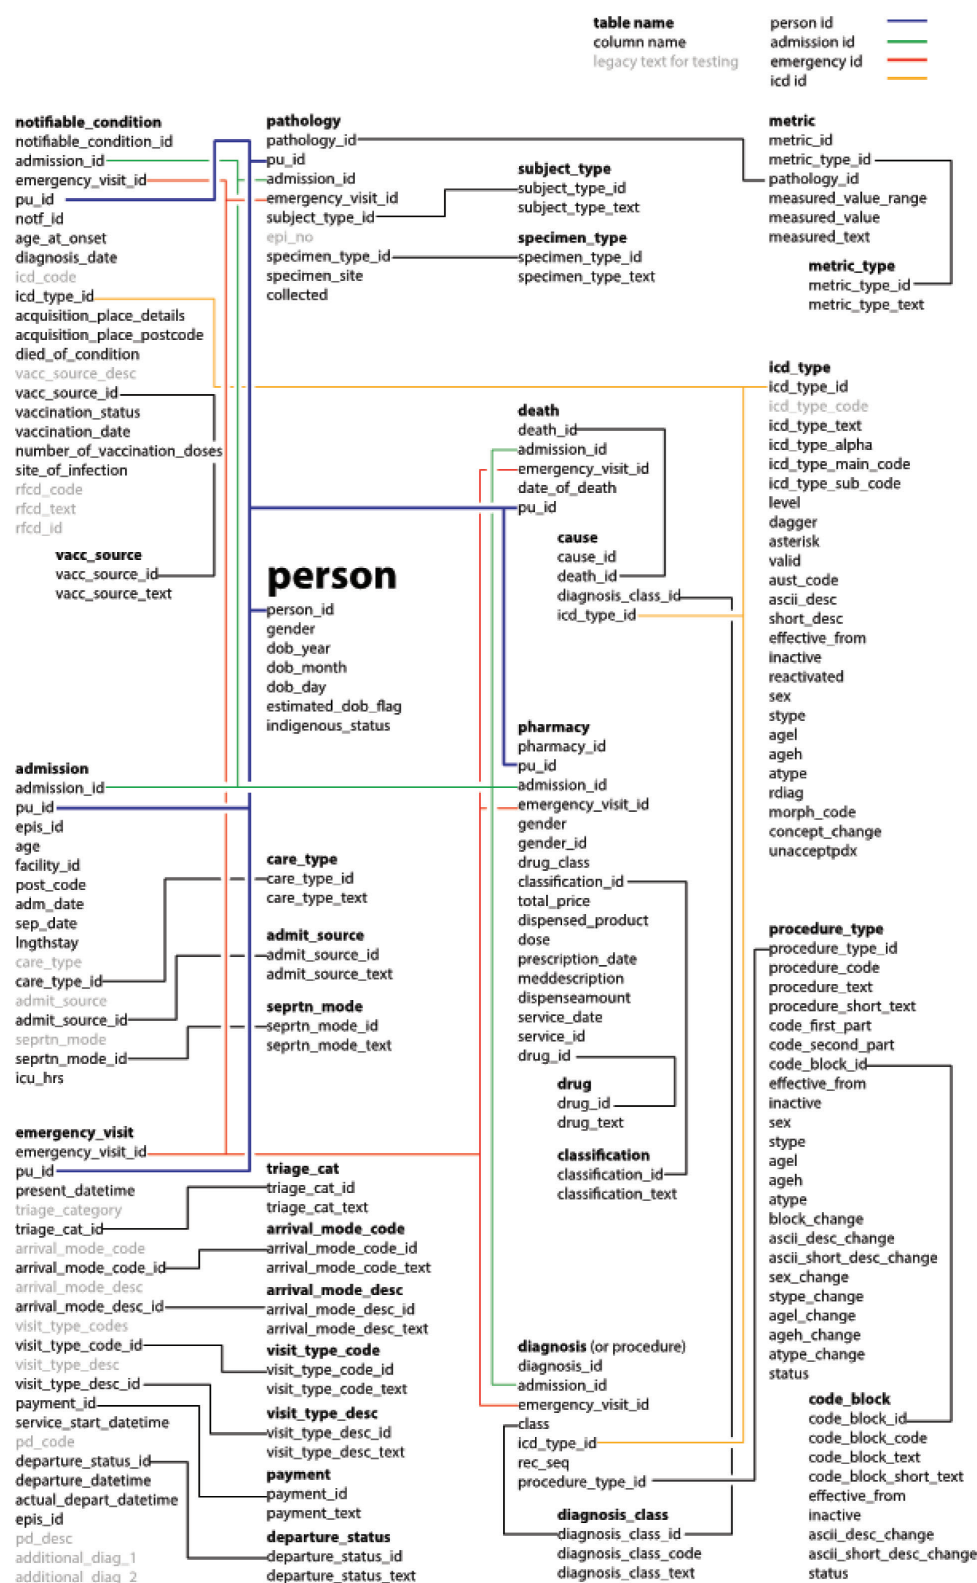 table name
column name
legacy text for testing
person id
admission id
emergency id
icd id
notifiable_condition
notifiable_condition_id
admission_id
emergency_visit_id
pu_id
notf_id
age_at_onset
diagnosis_date
icd_code
icd_type_id
acquisition_place_details
acquisition_place_postcode
died_of_condition
vacc_source_desc
vacc_source_id
vaccination_status
vaccination_date
number_of_vaccination_doses
site_of_infection
rfcd_code
rfcd_text
rfcd_id
vacc_source
vacc_source_id
vacc_source_text
admission
admission_id
pu_id
epis_id
age
facility_id
post_code
adm_date
sep_date
lngthstay
care_type
care_type_id
admit_source
admit_source_id
seprtn_mode
seprtn_mode_id
icu_hrs
emergency_visit
emergency_visit_id
pu_id
present_datetime
triage_category
triage_cat_id
arrival_mode_code
arrival_mode_code_id
arrival_mode_desc
arrival_mode_desc_id
visit_type_codes
visit_type_code_id
visit_type_desc
visit_type_desc_id
payment_id
service_start_datetime
pd_code
departure_status_id
departure_datetime
actual_depart_datetime
epis_id
pd_desc
additional_diag_1
additional_diag_2
pathology
pathology_id
pu_id
admission_id
emergency_visit_id
subject_type_id
epi_no
specimen_type_id
specimen_site
collected
person
person_id
gender
dob_year
dob_month
dob_day
estimated_dob_flag
indigenous_status
care_type
care_type_id
care_type_text
admit_source
admit_source_id
admit_source_text
seprtn_mode
seprtn_mode_id
seprtn_mode_text
triage_cat
triage_cat_id
triage_cat_text
arrival_mode_code
arrival_mode_code_id
arrival_mode_code_text
arrival_mode_desc
arrival_mode_desc_id
arrival_mode_desc_text
visit_type_code
visit_type_code_id
visit_type_code_text
visit_type_desc
visit_type_desc_id
visit_type_desc_text
payment
payment_id
payment_text
departure_status
departure_status_id
departure_status_text
subject_type
subject_type_id
subject_type_text
specimen_type
specimen_type_id
specimen_type_text
death
death_id
admission_id
emergency_visit_id
date_of_death
pu_id
cause
cause_id
death_id
diagnosis_class_id
icd_type_id
pharmacy
pharmacy_id
pu_id
admission_id
emergency_visit_id
gender
gender_id
drug_class
classification_id
total_price
dispensed_product
dose
prescription_date
meddescription
dispenseamount
service_date
service_id
drug_id
drug
drug_id
drug_text
classification
classification_id
classification_text
diagnosis (or procedure)
diagnosis_id
admission_id
emergency_visit_id
class
icd_type_id
rec_seq
procedure_type_id
diagnosis_class
diagnosis_class_id
diagnosis_class_code
diagnosis_class_text
metric
metric_id
metric_type_id
pathology_id
measured_value_range
measured_value
measured_text
metric_type
metric_type_id
metric_type_text
icd_type
icd_type_id
icd_type_code
icd_type_text
icd_type_alpha
icd_type_main_code
icd_type_sub_code
level
dagger
asterisk
valid
aust_code
ascii_desc
short_desc
effective_from
inactive
reactivated
sex
stype
agel
ageh
atype
rdiag
morph_code
concept_change
unacceptpdx
procedure_type
procedure_type_id
procedure_code
procedure_text
procedure_short_text
code_first_part
code_second_part
code_block_id
effective_from
inactive
sex
stype
agel
ageh
atype
block_change
ascii_desc_change
ascii_short_desc_change
sex_change
stype_change
agel_change
ageh_change
atype_change
status
code_block
code_block_id
code_block_code
code_block_text
code_block_short_text
effective_from
inactive
ascii_desc_change
ascii_short_desc_change
status